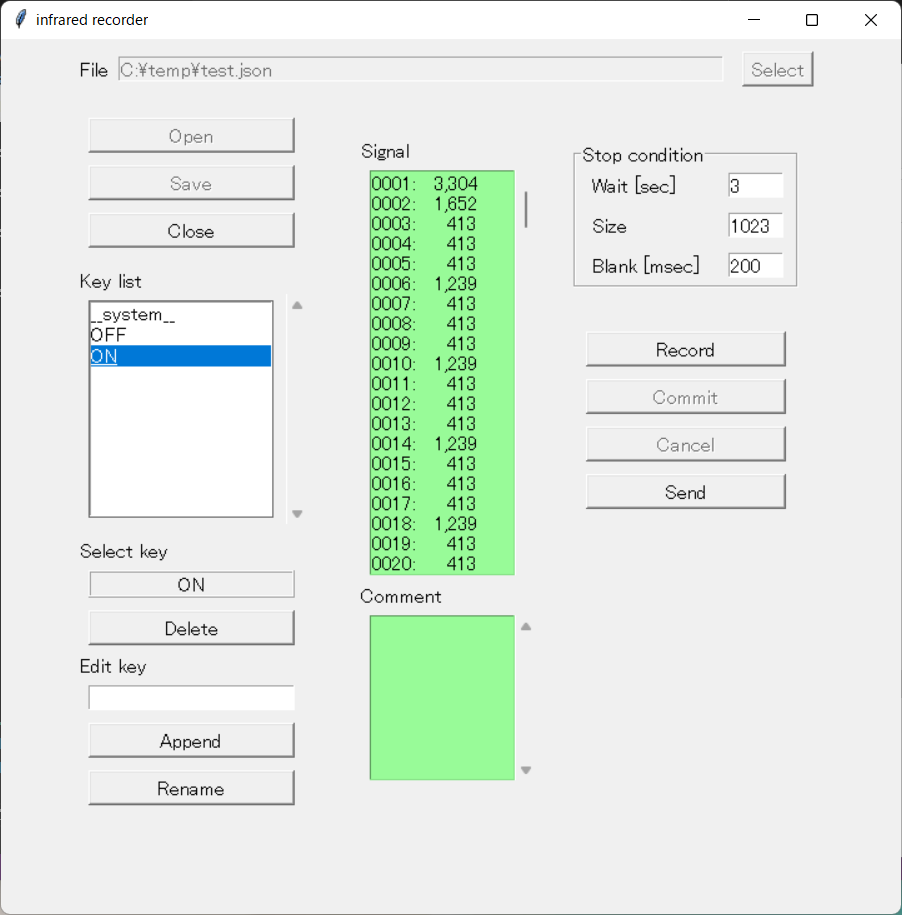 infrared recorder
File C:¥temp¥test.json Select
Open
Save
Close
Key list
__system__
OFF
ON
Select key
ON
Delete
Edit key
Append
Rename
Signal
0001: 3,304
0002: 1,652
0003: 413
0004: 413
0005: 413
0006: 1,239
0007: 413
0008: 413
0009: 413
0010: 1,239
0011: 413
0012: 413
0013: 413
0014: 1,239
0015: 413
0016: 413
0017: 413
0018: 1,239
0019: 413
0020: 413
Comment
Stop condition
Wait [sec] 3
Size 1023
Blank [msec] 200
Record
Commit
Cancel
Send